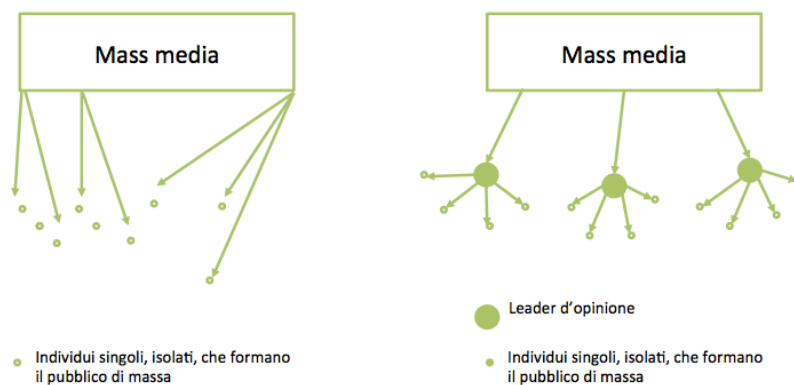 Mass media
Mass media
Leader d'opinione
Individui singoli, isolati, che formano
il pubblico di massa
Individui singoli, isolati, che formano
il pubblico di massa